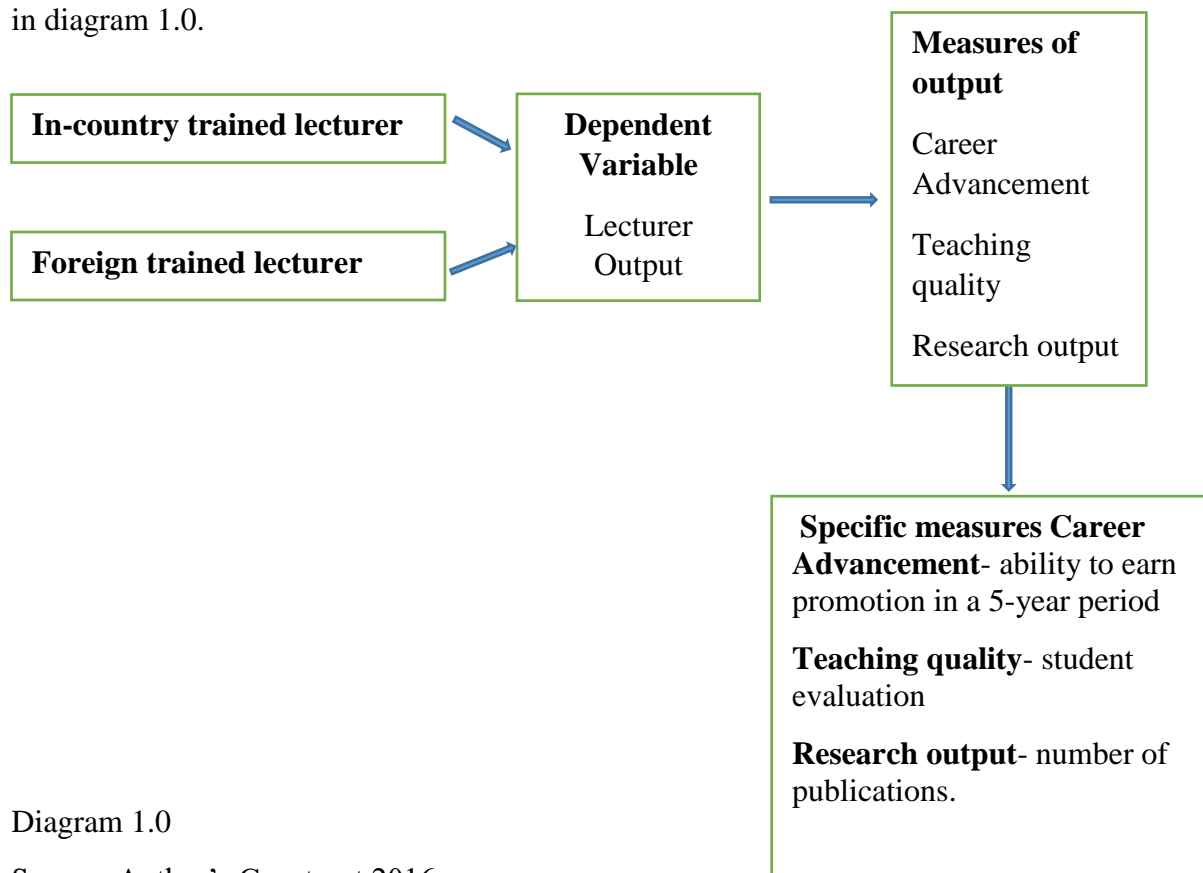 in diagram 1.0.
In-country trained lecturer
Foreign trained lecturer
Dependent
Variable
Lecturer
Output
Measures of
output
Career
Advancement
Teaching
quality
Research output
Specific measures Career
Advancement- ability to earn
promotion in a 5-year period
Teaching quality- student
evaluation
Research output- number of
publications.
Diagram 1.0
2016